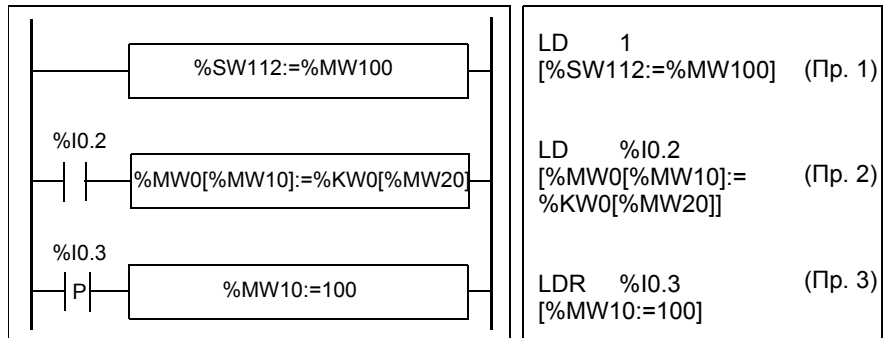 %SW112:=%MW100
%I0.2
%MW0[%MW10]:=%KW0[%MW20]
%I0.3
P
%MW10:=100
LD 1
[%SW112:=%MW100] (Пр. 1)
LD %I0.2
[%MW0[%MW10]:= (Пр. 2)
%KW0[%MW20]]
LDR %I0.3 (Пр. 3)
[%MW10:=100]